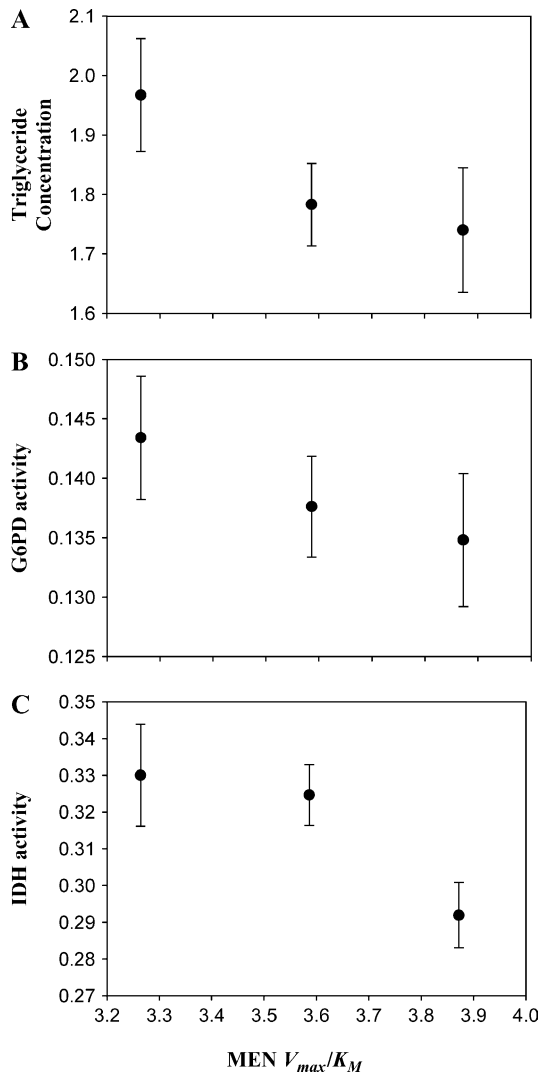 A
Triglyceride
Concentration
2.1
2.0
1.9
1.8
1.7
1.6
B
G6PD activity
0.150
0.145
0.140
0.135
0.130
0.125
C
IDH activity
0.35
0.34
0.33
0.32
0.31
0.30
0.29
0.28
0.27
3.2 3.3 3.4 3.5 3.6 3.7 3.8 3.9 4.0
MEN Vmax/KM